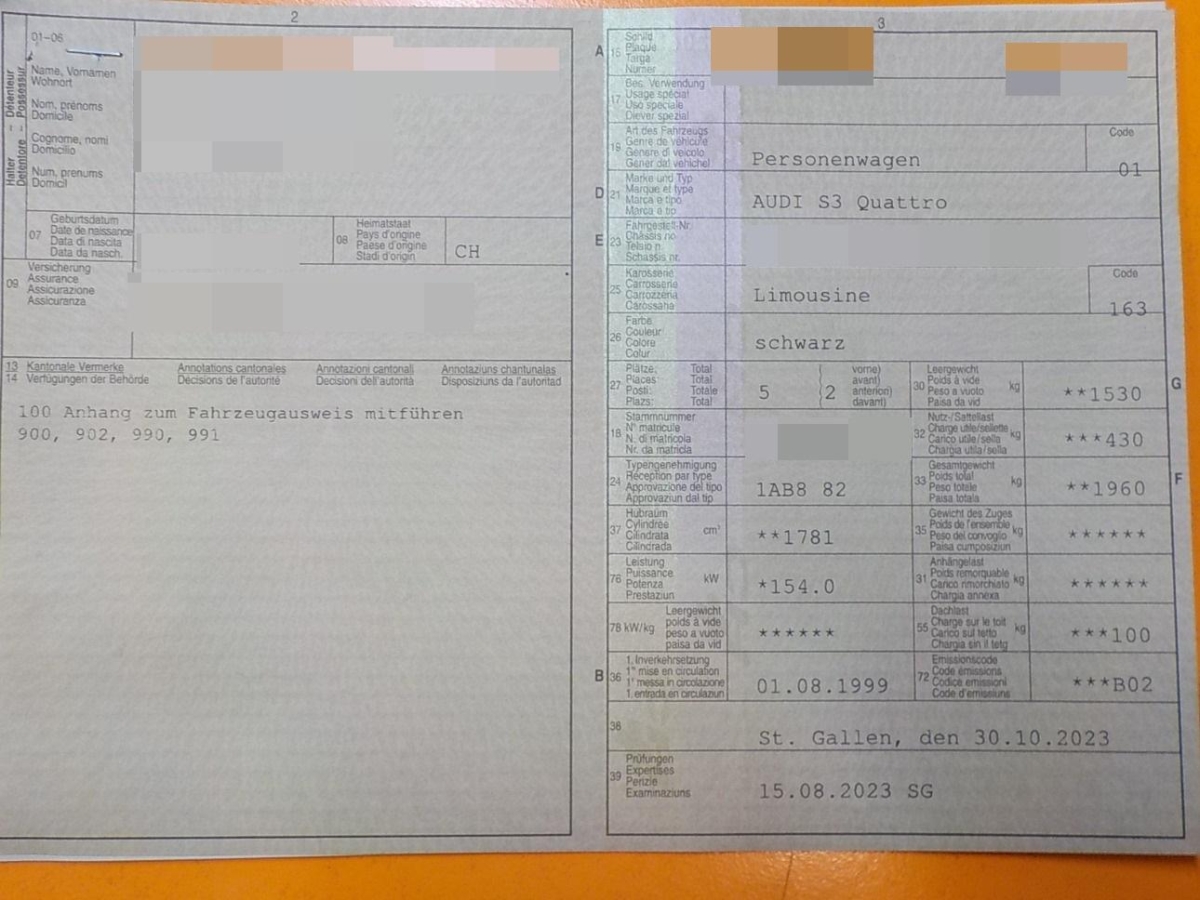 2
01-06
Halter – Détenteur
Detentore – Possessur
Name, Vornamen
Wohnort
Nom, prénoms
Domicile
Cognome, nomi
Domicilio
Num, prenums
Domicil
07
Geburtsdatum
Date de naissance
Data di nascita
Data da nasch.
08
Heimatstaat
Pays d'origine
Paese d'origine
Stadi d'origin
CH
09
Versicherung
Assurance
Assicurazione
Assicuranza
13 Kantonale Vermerke Annotations cantonales Annotazioni cantonali Annotaziuns chantunalas
14 Verfügungen der Behörde Décisions de l'autorité Decisioni dell'autorità Disposiziuns da l'autoritad
100 Anhang zum Fahrzeugausweis mitführen
900, 902, 990, 991
3
A 15
Schild
Plaque
Targa
Numer
17
Bes. Verwendung
Usage spécial
Uso speciale
Diever spezial
19
Art des Fahrzeugs
Genre de véhicule
Genere di veicolo
Gener dal vehichel
Personenwagen
Code
01
D 21
Marke und Typ
Marque et type
Marca e tipo
Marca e tip
AUDI S3 Quattro
E 23
Fahrgestell-Nr.
Châssis no
Telaio n.
Schassis nr.
25
Karosserie
Carrosserie
Carrozzeria
Carossaria
Limousine
Code
163
26
Farbe
Couleur
Colore
Colur
schwarz
27
Plätze: Total
Places: Total
Posti: Totale
Plazs: Total
5
2
vorne)
avant)
anteriori)
davant)
30
Leergewicht
Poids à vide
Peso a vuoto
Paisa da vid
kg
**1530
G
18
Stammnummer
N° matricule
N. di matricola
Nr. da matricla
32
Nutz-/Sattellast
Charge utile/sellette
Carico utile/sella
Chargia utila/sella
kg
***430
24
Typengenehmigung
Réception par type
Approvazione del tipo
Approvaziun dal tip
1AB8 82
33
Gesamtgewicht
Poids total
Peso totale
Paisa totala
kg
**1960
F
37
Hubraum
Cylindrée
Cilindrata
Cilindrada
cm³
**1781
35
Gewicht des Zuges
Poids de l'ensemble
Peso del convoglio
Paisa cumposiziun
kg
******
76
Leistung
Puissance
Potenza
Prestaziun
kW
*154.0
31
Anhängelast
Poids remorquable
Carico rimorchiato
Chargia annexa
kg
******
78 kW/kg
Leergewicht
poids à vide
peso a vuoto
paisa da vid
******
55
Dachlast
Charge sur le toit
Carico sul tetto
Chargia sin il tetg
kg
***100
B 36
1. Inverkehrsetzung
1re mise en circulation
1a messa in circolazione
1. entrada en circulaziun
01.08.1999
72
Emissionscode
Code émissions
Codice emissioni
Code d'emissiuns
***B02
38
St. Gallen, den 30.10.2023
39
Prüfungen
Expertises
Perizie
Examinaziuns
15.08.2023 SG